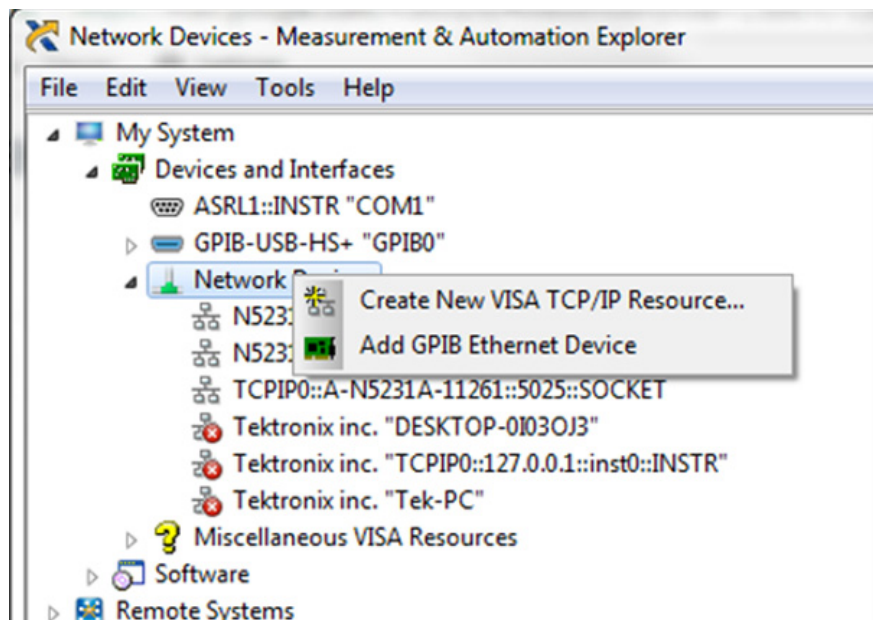 Network Devices - Measurement & Automation Explorer
File Edit View Tools Help
My System
Devices and Interfaces
ASRL1::INSTR "COM1"
GPIB-USB-HS+ "GPIB0"
Network
Create New VISA TCP/IP Resource...
N5231
Add GPIB Ethernet Device
N5231
TCPIP0::A-N5231A-11261::5025::SOCKET
Tektronix inc. "DESKTOP-0I03OJ3"
Tektronix inc. "TCPIP0::127.0.0.1::inst0::INSTR"
Tektronix inc. "Tek-PC"
Miscellaneous VISA Resources
Software
Remote Systems